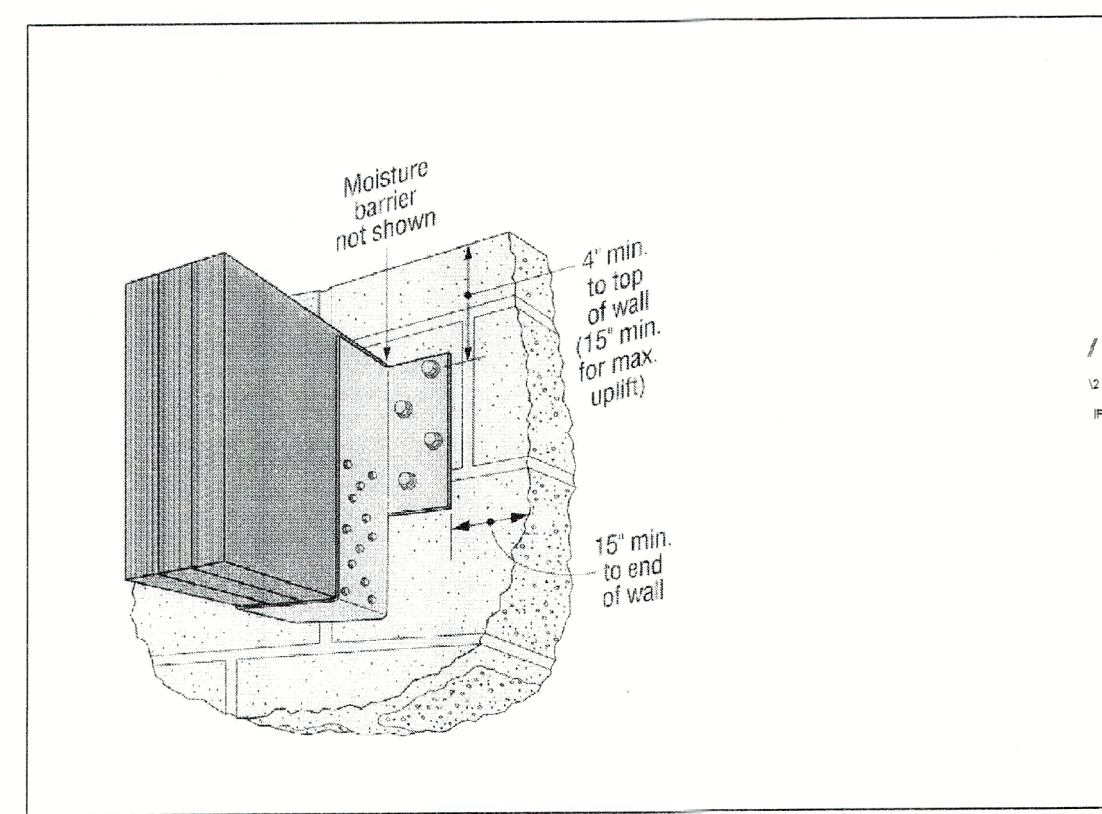 Moisture
barrier
not shown
4" min.
to top
of wall
(15" min.
for max.
uplift)
15" min.
to end
of wall